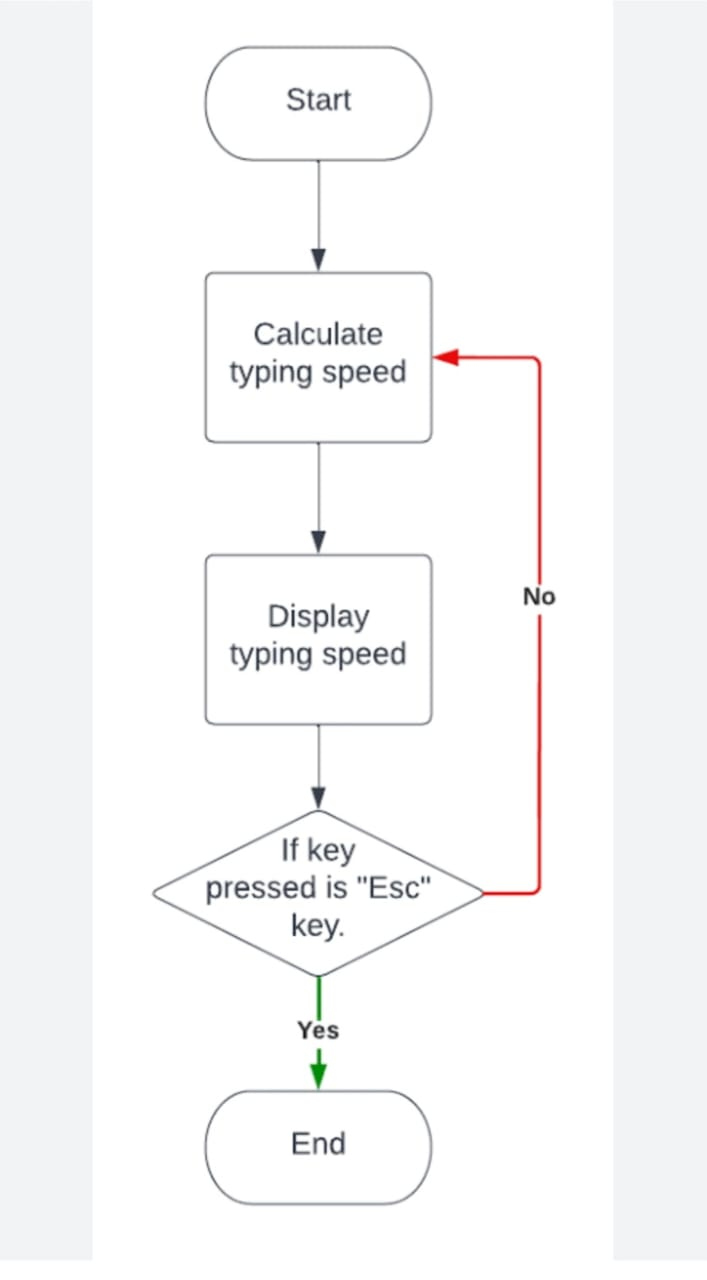 Start
Calculate
typing speed
No
Display
typing speed
If key
pressed is "Esc"
key.
Yes
End